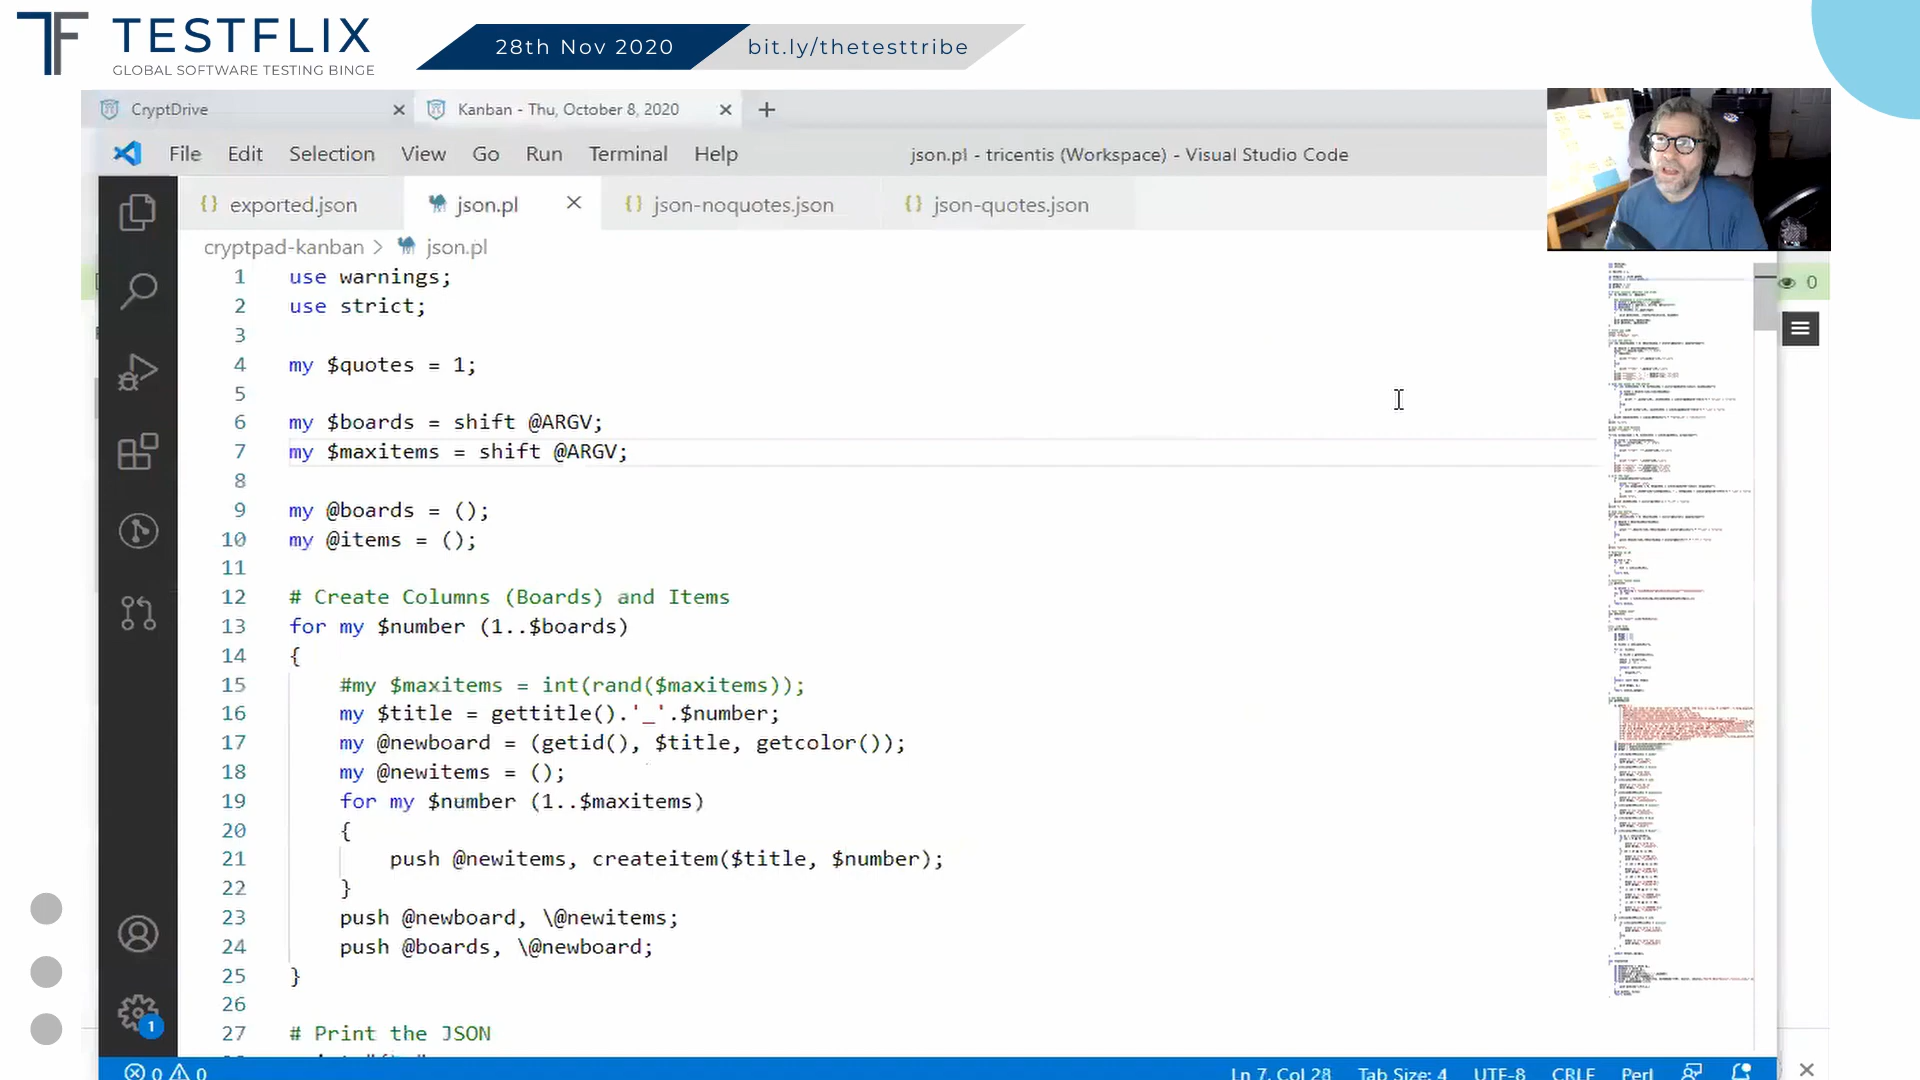 TF TESTFLIX
GLOBAL SOFTWARE TESTING BINGE
28th Nov 2020
bit.ly/thetesttribe
CryptDrive
Kanban - Thu, October 8, 2020
File Edit Selection View Go Run Terminal Help
json.pl - tricentis (Workspace) - Visual Studio Code
{} exported.json
json.pl
{} json-noquotes.json
{} json-quotes.json
cryptpad-kanban > json.pl
0
1 use warnings;
2 use strict;
3
4 my $quotes = 1;
5
6 my $boards = shift @ARGV;
7 my $maxitems = shift @ARGV;
8
9 my @boards = ();
10 my @items = ();
11
12 # Create Columns (Boards) and Items
13 for my $number (1..$boards)
14 {
15 #my $maxitems = int(rand($maxitems));
16 my $title = gettitle().'_'.$number;
17 my @newboard = (getid(), $title, getcolor());
18 my @newitems = ();
19 for my $number (1..$maxitems)
20 {
21 push @newitems, createitem($title, $number);
22 }
23 push @newboard, \@newitems;
24 push @boards, \@newboard;
25 }
26
27 # Print the JSON
1
0 0
Ln 7, Col 28 Tab Size: 4 UTF-8 CRLF Perl